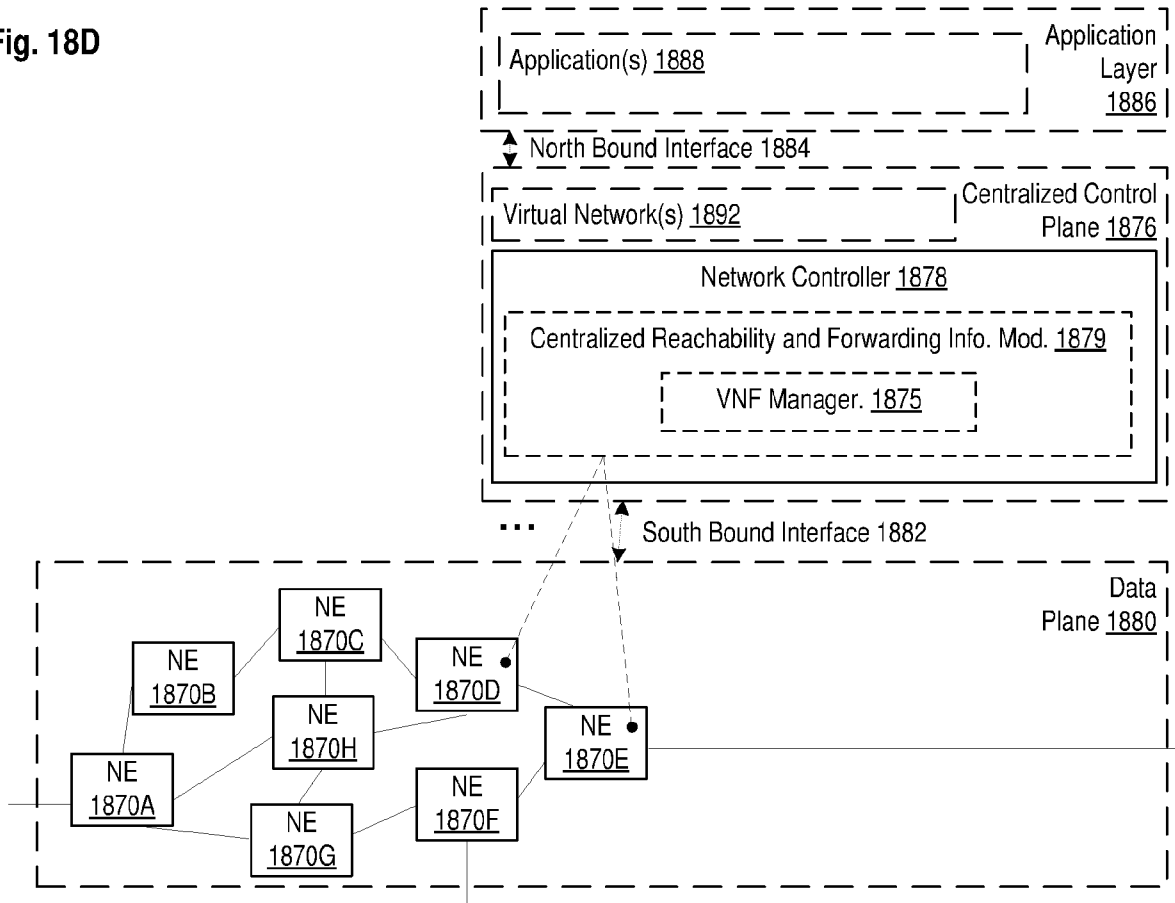 Fig. 18D
Application(s) 1888
Application
Layer
1886
North Bound Interface 1884
Virtual Network(s) 1892
Centralized Control
Plane 1876
Network Controller 1878
Centralized Reachability and Forwarding Info. Mod. 1879
VNF Manager. 1875
...
South Bound Interface 1882
Data
Plane 1880
NE
1870C
NE
1870B
NE
1870D
NE
1870H
NE
1870E
NE
1870A
NE
1870F
NE
1870G